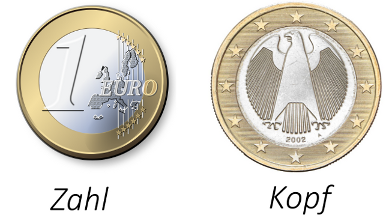 1 EURO
2002 A
Zahl
Kopf